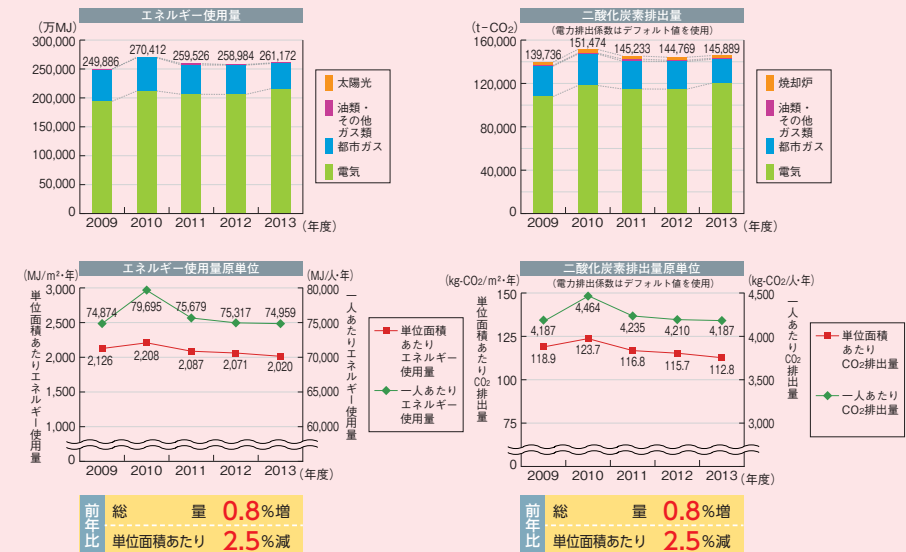 エネルギー使用量
(万MJ)
300,000
250,000
200,000
150,000
100,000
50,000
0
249,886
270,412
259,526
258,984
261,172
2009 2010 2011 2012 2013 (年度)
太陽光
油類・
その他
ガス類
都市ガス
電気
二酸化炭素排出量
(電力排出係数はデフォルト値を使用)
(t-CO₂)
160,000
120,000
80,000
40,000
0
139,736
151,474
145,233
144,769
145,889
2009 2010 2011 2012 2013 (年度)
焼却炉
油類・
その他
ガス類
都市ガス
電気
エネルギー使用量原単位
(MJ/m²・年)
(MJ/人・年)
単位面積あたりエネルギー使用量
3,000
2,500
2,000
1,500
1,000
0
74,874
79,695
75,679
75,317
74,959
2,126
2,208
2,087
2,071
2,020
80,000
75,000
70,000
65,000
60,000
一人あたりエネルギー使用量
2009 2010 2011 2012 2013 (年度)
単位面積
あたり
エネルギー
使用量
一人あたり
エネルギー
使用量
二酸化炭素排出量原単位
(電力排出係数はデフォルト値を使用)
(kg-CO₂/m²・年)
(kg-CO₂/人・年)
単位面積あたりCO₂排出量
150
125
100
75
0
4,187
4,464
4,235
4,210
4,187
118.9
123.7
116.8
115.7
112.8
4,500
4,000
3,500
3,000
一人あたりCO₂排出量
2009 2010 2011 2012 2013 (年度)
単位面積
あたり
CO₂排出量
一人あたり
CO₂排出量
前年比
総量 0.8%増
単位面積あたり 2.5%減
前年比
総量 0.8%増
単位面積あたり 2.5%減